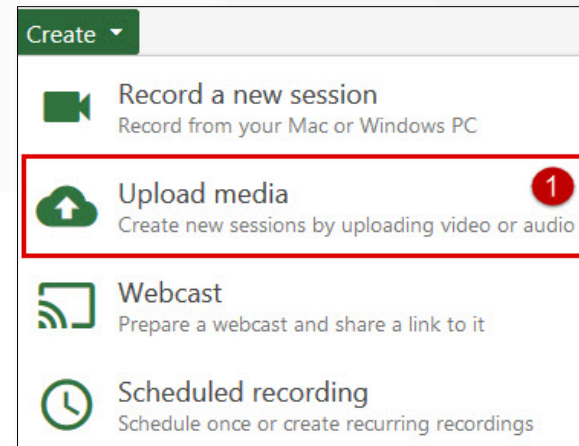 Create
Record a new session
Record from your Mac or Windows PC
Upload media
1
Create new sessions by uploading video or audio
Webcast
Prepare a webcast and share a link to it
Scheduled recording
Schedule once or create recurring recordings